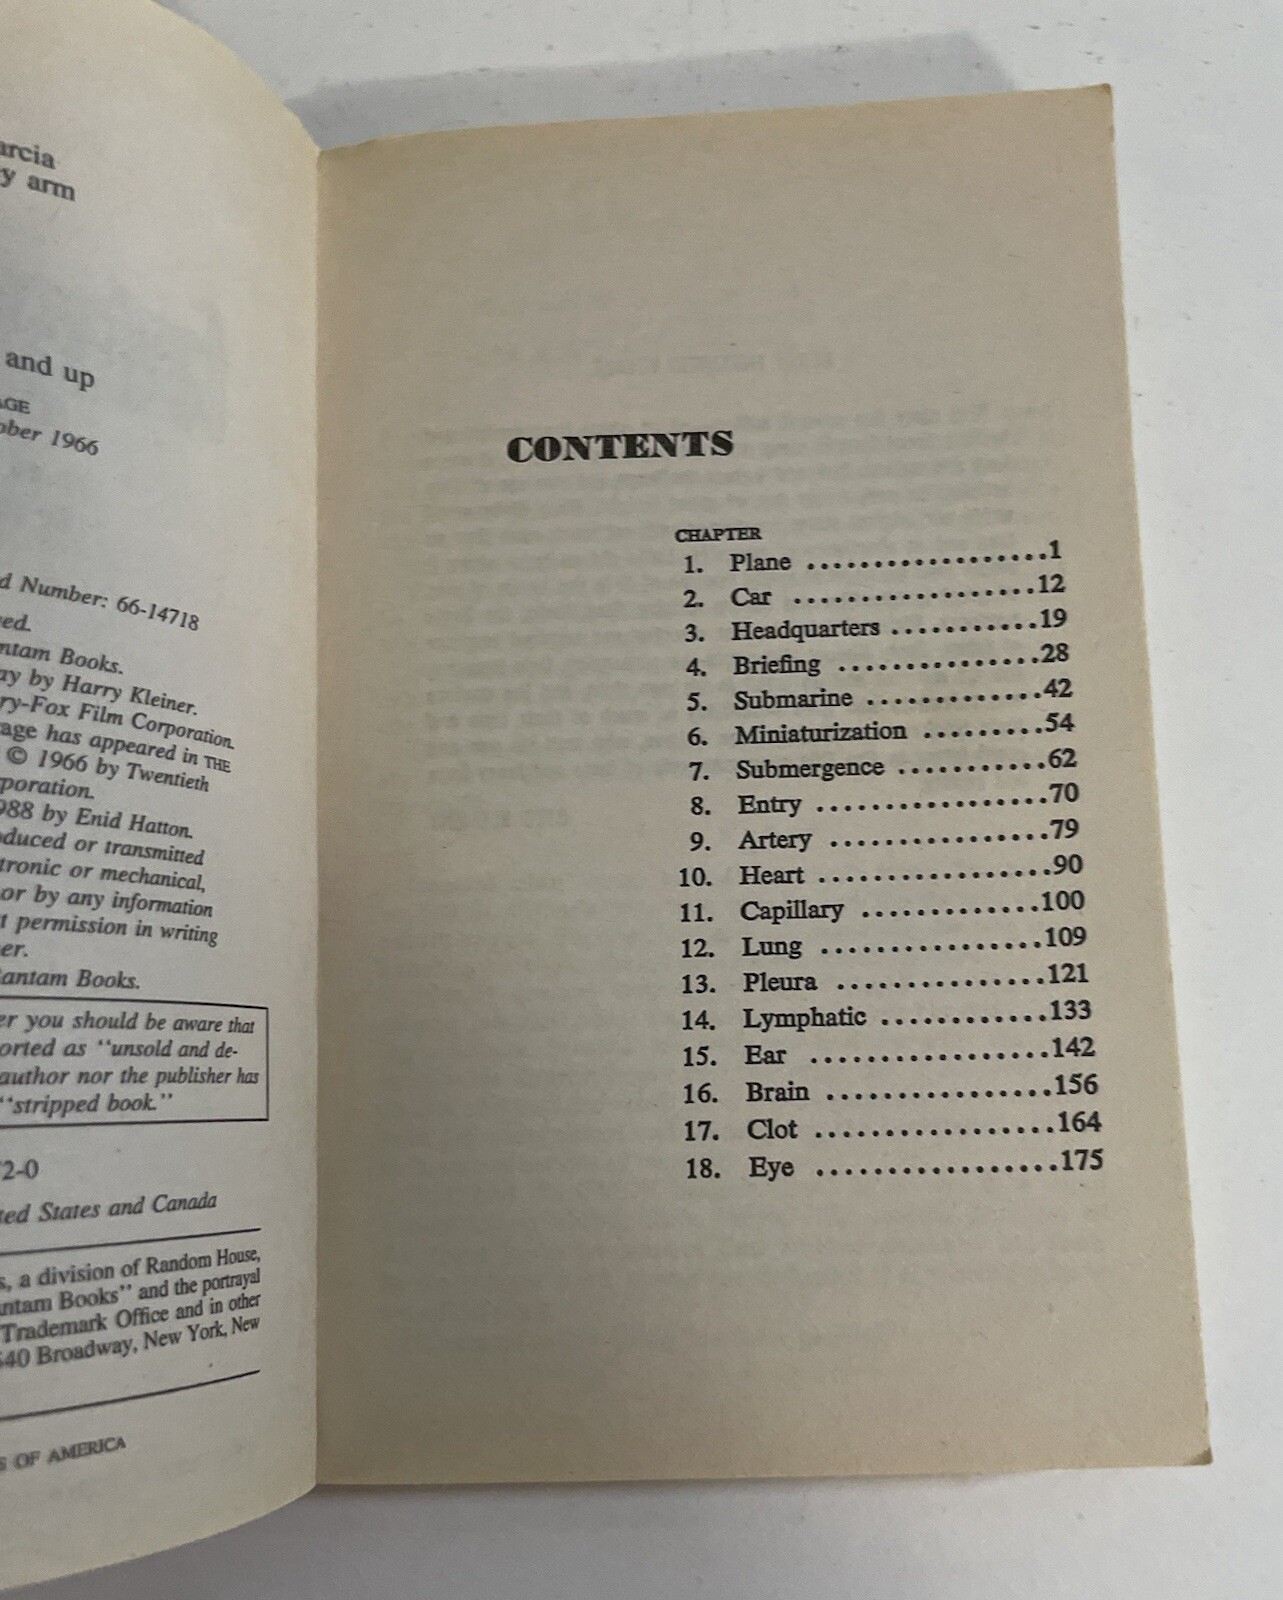 arcia
y arm
and up
AGE
ober 1966
d Number: 66-14718
ved.
ntam Books.
ay by Harry Kleiner.
ry-Fox Film Corporation.
age has appeared in THE
© 1966 by Twentieth
poration.
988 by Enid Hatton.
oduced or transmitted
tronic or mechanical,
or by any information
t permission in writing
er.
Bantam Books.
er you should be aware that
orted as "unsold and de-
author nor the publisher has
"stripped book."
2-0
ted States and Canada
s, a division of Random House,
ntam Books" and the portrayal
Trademark Office and in other
540 Broadway, New York, New
S OF AMERICA
CONTENTS
CHAPTER
1. Plane ..................1
2. Car ..................12
3. Headquarters ...........19
4. Briefing ...............28
5. Submarine .............42
6. Miniaturization .........54
7. Submergence ...........62
8. Entry .................70
9. Artery ................79
10. Heart .................90
11. Capillary .............100
12. Lung .................109
13. Pleura ...............121
14. Lymphatic ............133
15. Ear .................142
16. Brain ................156
17. Clot .................164
18. Eye .................175